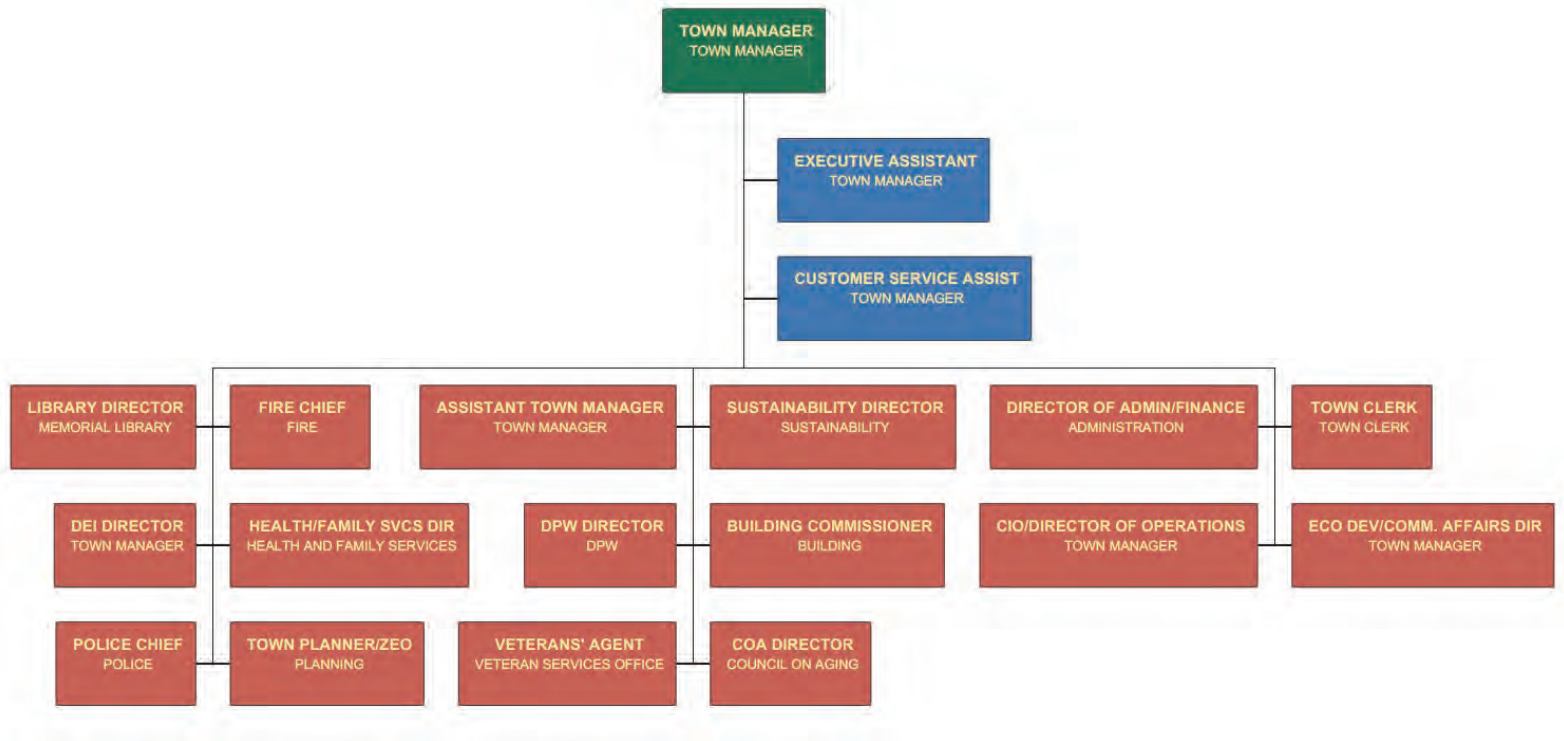 TOWN MANAGER
TOWN MANAGER
EXECUTIVE ASSISTANT
TOWN MANAGER
CUSTOMER SERVICE ASSIST
TOWN MANAGER
LIBRARY DIRECTOR
MEMORIAL LIBRARY
FIRE CHIEF
FIRE
ASSISTANT TOWN MANAGER
TOWN MANAGER
SUSTAINABILITY DIRECTOR
SUSTAINABILITY
DIRECTOR OF ADMIN/FINANCE
ADMINISTRATION
TOWN CLERK
TOWN CLERK
DEI DIRECTOR
TOWN MANAGER
HEALTH/FAMILY SVCS DIR
HEALTH AND FAMILY SERVICES
DPW DIRECTOR
DPW
BUILDING COMMISSIONER
BUILDING
CIO/DIRECTOR OF OPERATIONS
TOWN MANAGER
ECO DEV/COMM. AFFAIRS DIR
TOWN MANAGER
POLICE CHIEF
POLICE
TOWN PLANNER/ZEO
PLANNING
VETERANS' AGENT
VETERAN SERVICES OFFICE
COA DIRECTOR
COUNCIL ON AGING